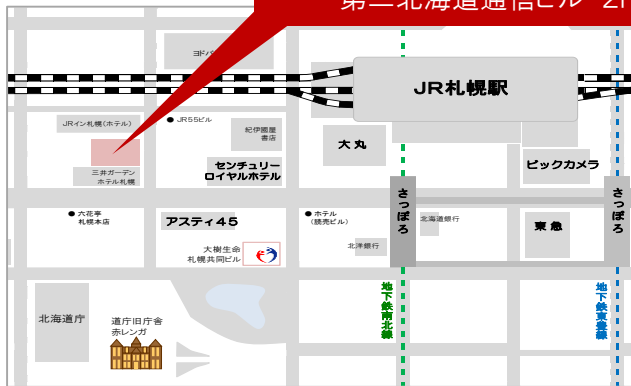 第二北海道通信ビル
JR札幌駅
JRイン札幌(ホテル)
JR55ビル
紀伊國屋
書店
大丸
センチュリー
ロイヤルホテル
ビックカメラ
三井ガーデン
ホテル札幌
さっぽろ
さっぽろ
六花亭
札幌本店
アスティ45
ホテル
(読売ビル)
北海道銀行
東急
大樹生命
札幌共同ビル
北洋銀行
地下鉄南北線
地下鉄東豊線
北海道庁
道庁旧庁舎
赤レンガ